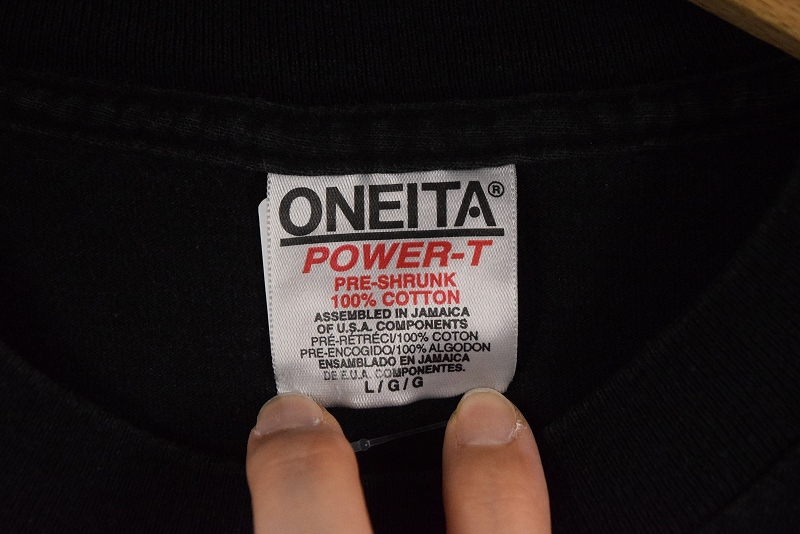 ONEITA®
POWER-T
PRE-SHRUNK
100% COTTON
ASSEMBLED IN JAMAICA
OF U.S.A. COMPONENTS
PRÉ-RÉTRÉCI/100% COTON
PRE-ENCOGIDO/100% ALGODON
ENSAMBLADO EN JAMAICA
DE E.U.A. COMPONENTES.
L/G/G